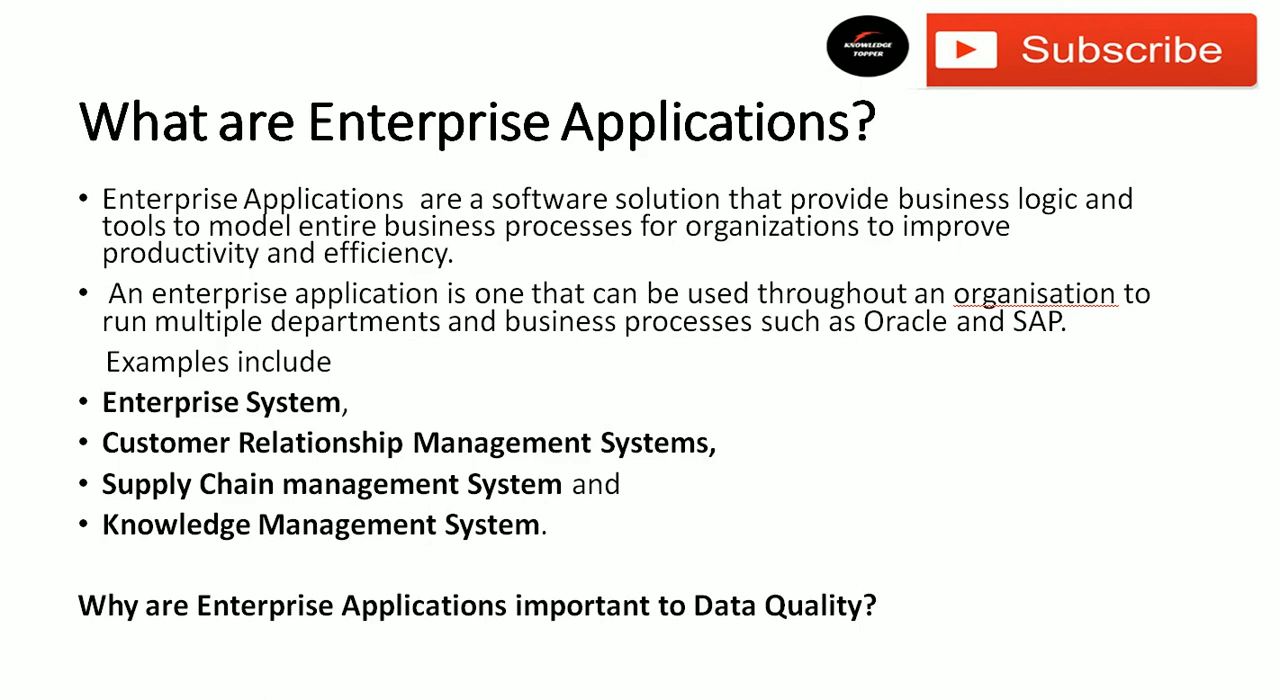 KNOWLEDGE
TOPPER
Subscribe
What are Enterprise Applications?
• Enterprise Applications are a software solution that provide business logic and
tools to model entire business processes for organizations to improve
productivity and efficiency.
• An enterprise application is one that can be used throughout an organisation to
run multiple departments and business processes such as Oracle and SAP.
Examples include
• Enterprise System,
• Customer Relationship Management Systems,
• Supply Chain management System and
• Knowledge Management System.
Why are Enterprise Applications important to Data Quality?